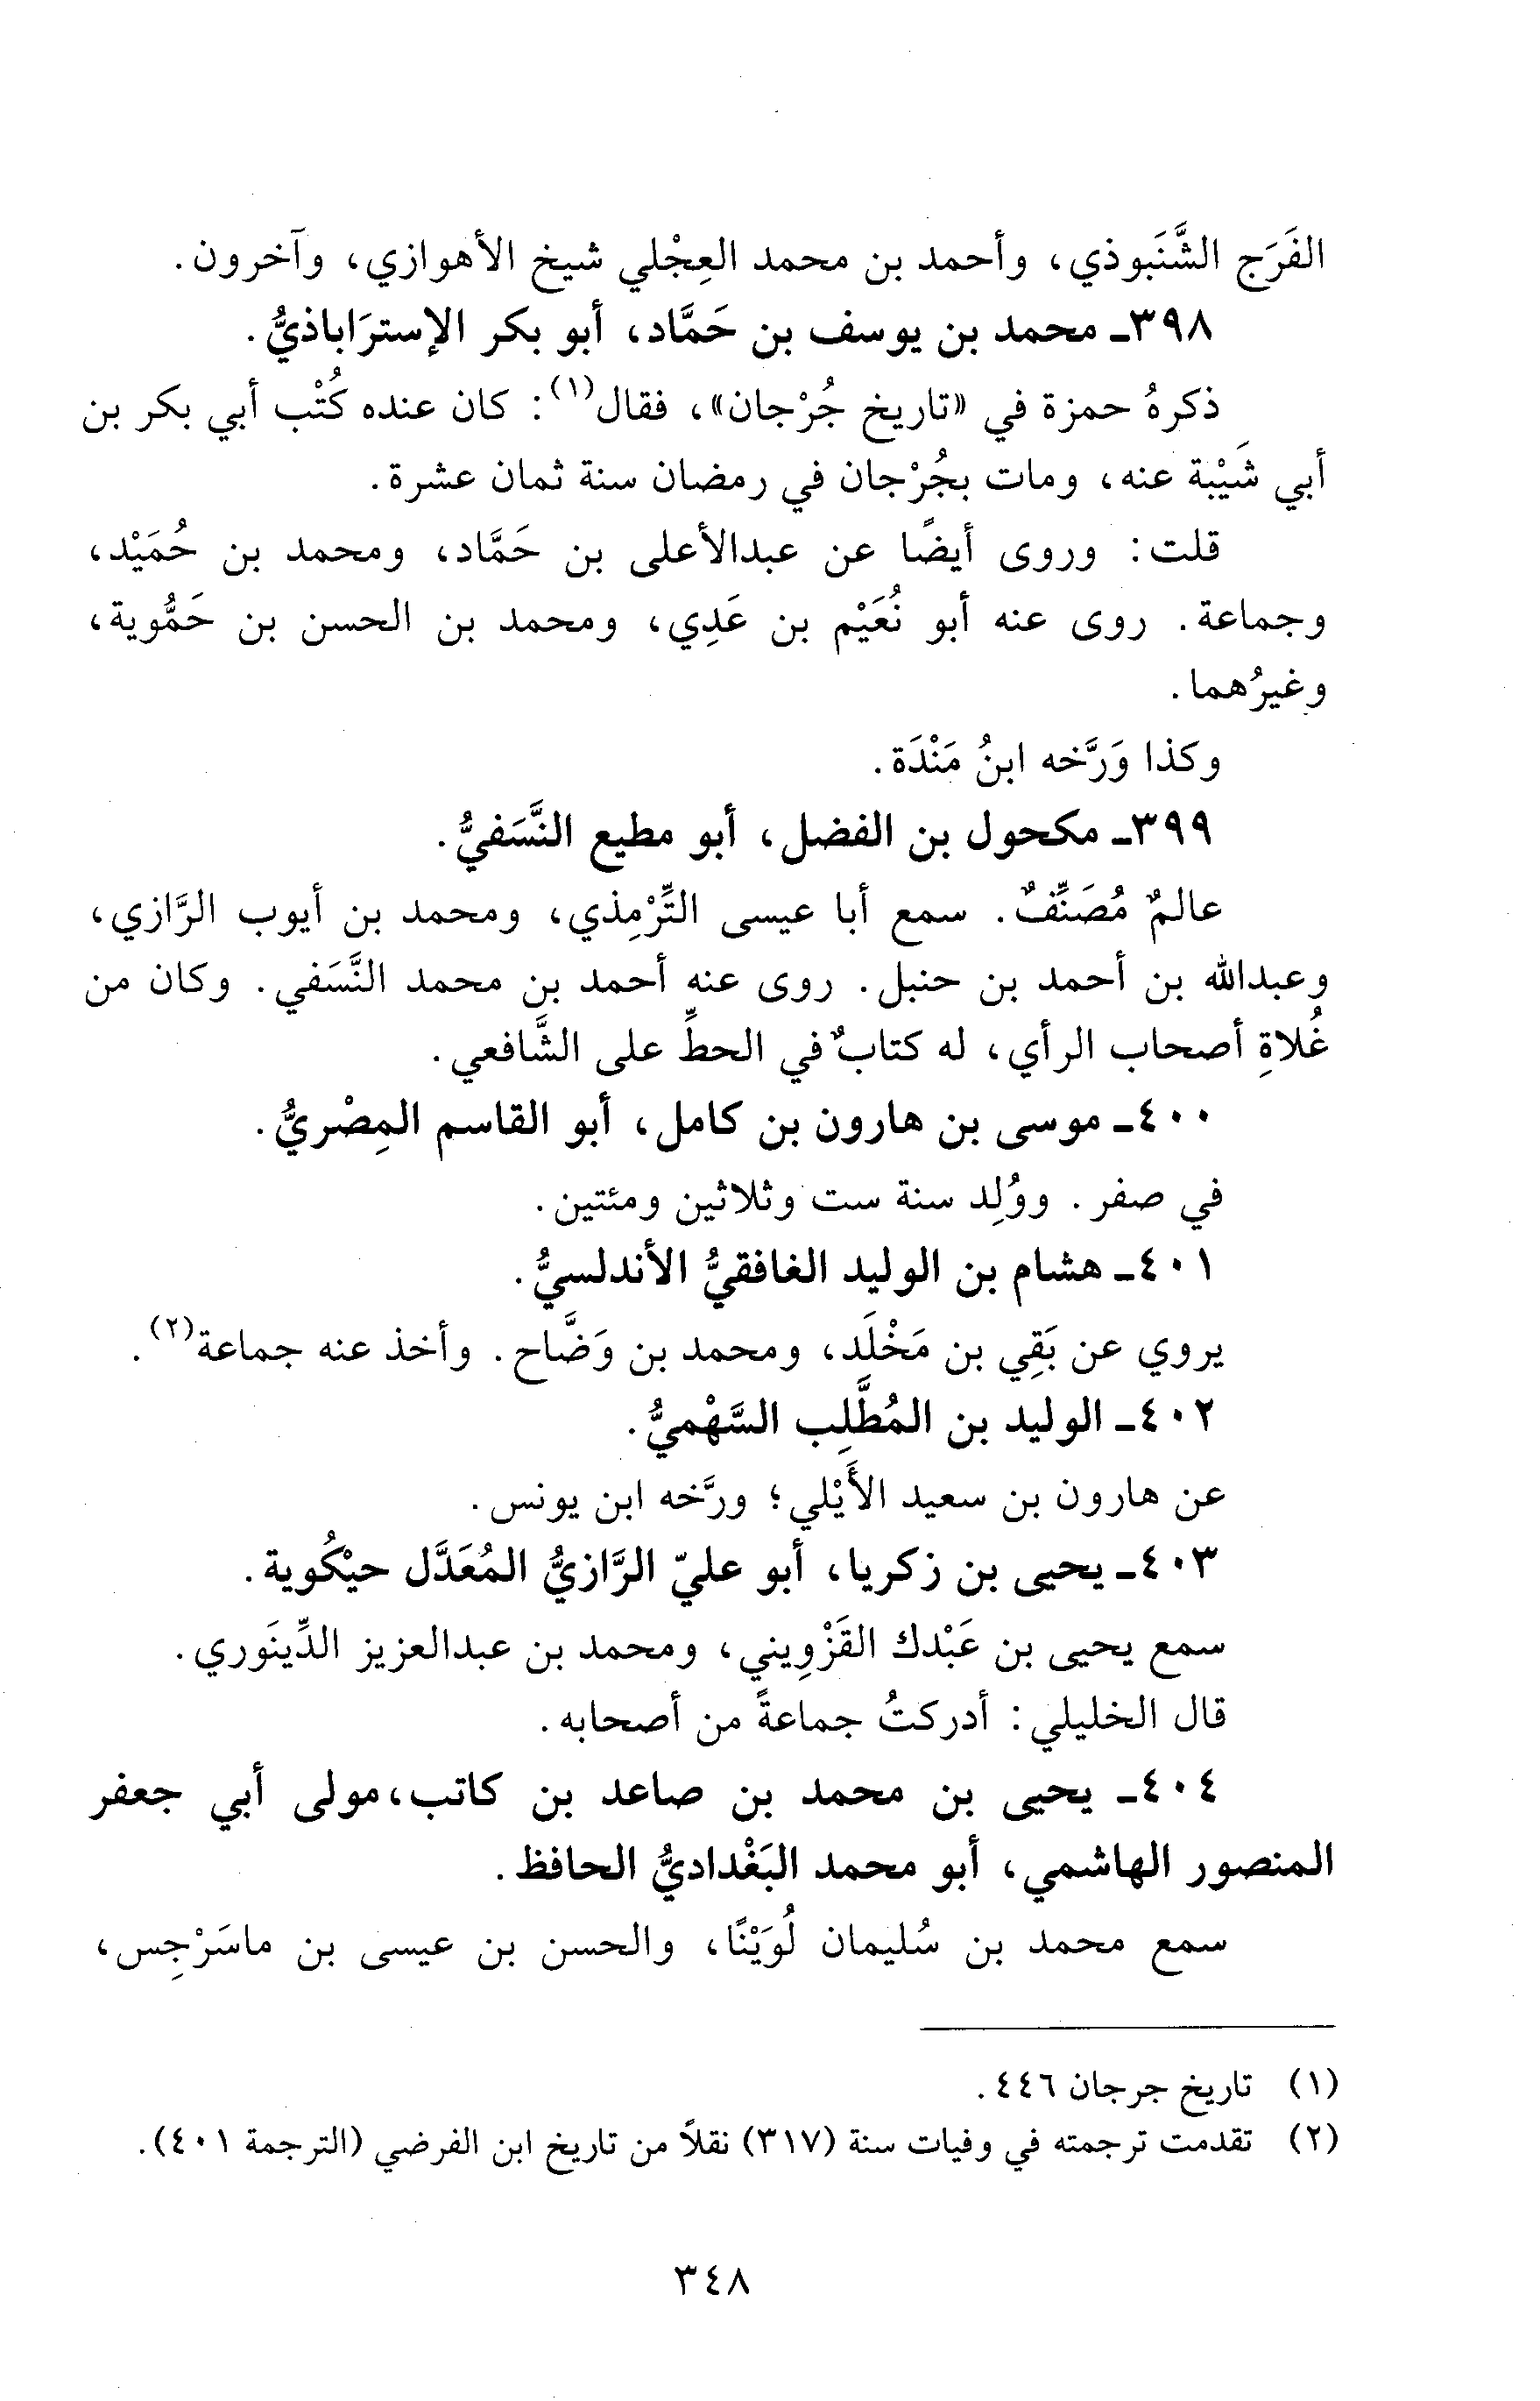 الفَرَج الشَّنَبوذي، وأحمد بن محمد العِجْلي شيخ الأهوازي، وآخرون.
٣٩٨ـ محمد بن يوسف بن حَمَّاد، أبو بكر الإسترَاباذيُّ.
ذكرهُ حمزة في «تاريخ جُرْجان»، فقال(١): كان عنده كُتْب أبي بكر بن
أبي شَيْبة عنه، ومات بجُرْجان في رمضان سنة ثمان عشرة.
قلت: وروى أيضًا عن عبدالأعلى بن حَمَّاد، ومحمد بن حُمَيْد،
وجماعة. روى عنه أبو نُعَيْم بن عَدِي، ومحمد بن الحسن بن حَمُّوية،
وغيرُهما.
وكذا وَرَّخه ابنُ مَنْدَة.
٣٩٩ـ مكحول بن الفضل، أبو مطيع النَّسَفيُّ.
عالمٌ مُصَنِّفٌ. سمع أبا عيسى التِّرْمِذي، ومحمد بن أيوب الرَّازي،
وعبدالله بن أحمد بن حنبل. روى عنه أحمد بن محمد النَّسَفي. وكان من
غُلاةِ أصحاب الرأي، له كتابٌ في الحطِّ على الشَّافعي.
٤٠٠ـ موسى بن هارون بن كامل، أبو القاسم المِصْريُّ.
في صفر. ووُلِد سنة ست وثلاثين ومئتين.
٤٠١ـ هشام بن الوليد الغافقيُّ الأندلسيُّ.
يروي عن بَقِي بن مَخْلَد، ومحمد بن وَضَّاح. وأخذ عنه جماعة(٢).
٤٠٢ـ الوليد بن المُطَّلِب السَّهْميُّ.
عن هارون بن سعيد الأَيْلي؛ ورَّخه ابن يونس.
٤٠٣ـ يحيى بن زكريا، أبو عليّ الرَّازيُّ المُعَدَّل حيْكُوية.
سمع يحيى بن عَبْدك القَزْوِيني، ومحمد بن عبدالعزيز الدِّينَوري.
قال الخليلي: أدركتُ جماعةً من أصحابه.
٤٠٤ـ يحيى بن محمد بن صاعد بن كاتب،مولى أبي جعفر
المنصور الهاشمي، أبو محمد البَغْداديُّ الحافظ.
سمع محمد بن سُليمان لُوَيْنًا، والحسن بن عيسى بن ماسَرْجِس،
(١) تاريخ جرجان ٤٤٦.
(٢) تقدمت ترجمته في وفيات سنة (٣١٧) نقلاً من تاريخ ابن الفرضي (الترجمة ٤٠١).
٣٤٨